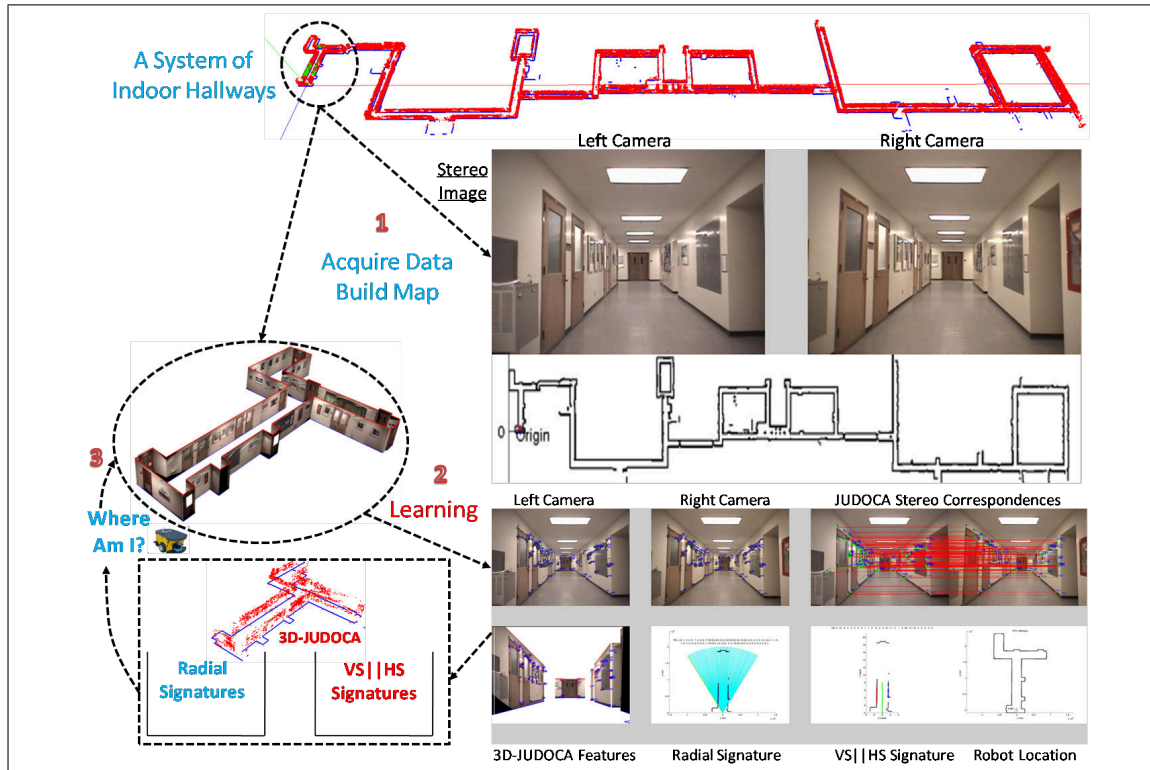 A System of
Indoor Hallways
Left Camera
Right Camera
Stereo
Image
1
Acquire Data
Build Map
0
Origin
3
2
Learning
Where
Am I?
Left Camera
Right Camera
JUDOCA Stereo Correspondences
3D-JUDOCA
Radial
Signatures
VS||HS
Signatures
3D-JUDOCA Features
Radial Signature
VS||HS Signature
Robot Location